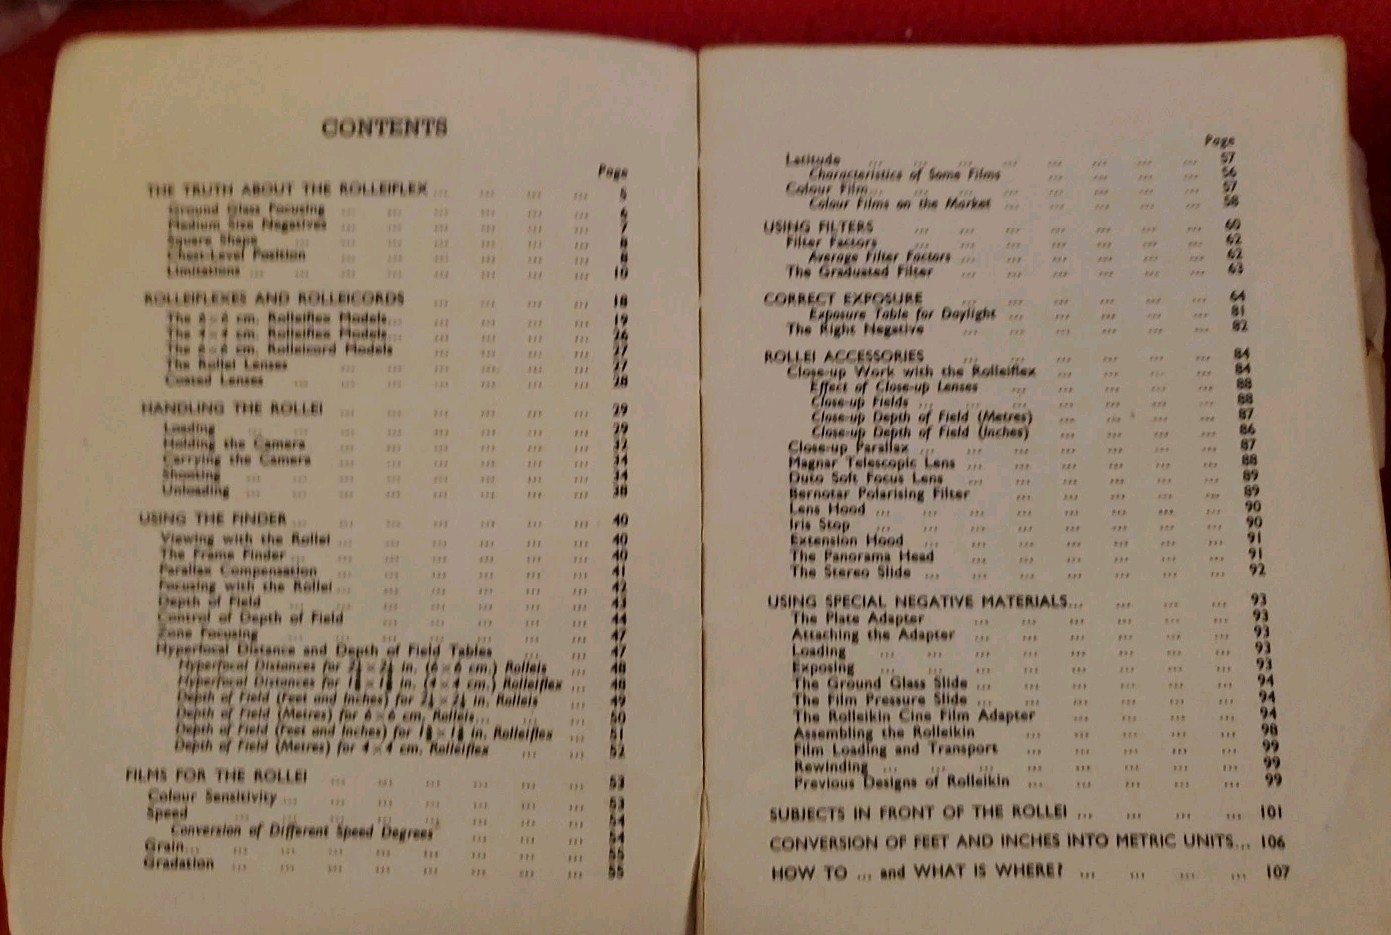 CONTENTS
Page
THE TRUTH ABOUT THE ROLLEIFLEX ... 5
Ground Glass Focusing ... 6
Medium Size Negatives ... 7
Square Shape ... 8
Chest-Level Position ... 8
Limitations ... 10
ROLLEIFLEXES AND ROLLEICORDS ... 18
The 6 × 6 cm. Rolleiflex Models ... 19
The 4 × 4 cm. Rolleiflex Models ... 26
The 6 × 6 cm. Rolleicord Models ... 27
The Rollei Lenses ... 27
Coated Lenses ... 28
HANDLING THE ROLLEI ... 29
Loading ... 29
Holding the Camera ... 32
Carrying the Camera ... 34
Shooting ... 34
Unloading ... 38
USING THE FINDER ... 40
Viewing with the Rollei ... 40
The Frame Finder ... 40
Parallax Compensation ... 41
Focusing with the Rollei ... 42
Depth of Field ... 43
Control of Depth of Field ... 44
Zone Focusing ... 47
Hyperfocal Distance and Depth of Field Tables ... 47
Hyperfocal Distances for 2¼ × 2¼ in. (6 × 6 cm.) Rolleis ... 48
Hyperfocal Distances for 1⅝ × 1⅝ in. (4 × 4 cm.) Rolleiflex ... 48
Depth of Field (Feet and Inches) for 2¼ × 2¼ in. Rolleis ... 49
Depth of Field (Metres) for 6 × 6 cm. Rolleis ... 50
Depth of Field (Feet and Inches) for 1⅝ × 1⅝ in. Rolleiflex ... 51
Depth of Field (Metres) for 4 × 4 cm. Rolleiflex ... 52
FILMS FOR THE ROLLEI ... 53
Colour Sensitivity ... 53
Speed ... 54
Conversion of Different Speed Degrees ... 54
Grain ... 55
Gradation ... 55
Page
Latitude ... 57
Characteristics of Some Films ... 56
Colour Film ... 57
Colour Films on the Market ... 58
USING FILTERS ... 60
Filter Factors ... 62
Average Filter Factors ... 62
The Graduated Filter ... 63
CORRECT EXPOSURE ... 64
Exposure Table for Daylight ... 81
The Right Negative ... 82
ROLLEI ACCESSORIES ... 84
Close-up Work with the Rolleiflex ... 84
Effect of Close-up Lenses ... 88
Close-up Fields ... 88
Close-up Depth of Field (Metres) ... 87
Close-up Depth of Field (Inches) ... 86
Close-up Parallax ... 87
Magnar Telescopic Lens ... 88
Duto Soft Focus Lens ... 89
Bernotar Polarising Filter ... 89
Lens Hood ... 90
Iris Stop ... 90
Extension Hood ... 91
The Panorama Head ... 91
The Stereo Slide ... 92
USING SPECIAL NEGATIVE MATERIALS ... 93
The Plate Adapter ... 93
Attaching the Adapter ... 93
Loading ... 93
Exposing ... 93
The Ground Glass Slide ... 94
The Film Pressure Slide ... 94
The Rolleikin Cine Film Adapter ... 94
Assembling the Rolleikin ... 98
Film Loading and Transport ... 99
Rewinding ... 99
Previous Designs of Rolleikin ... 99
SUBJECTS IN FRONT OF THE ROLLEI ... 101
CONVERSION OF FEET AND INCHES INTO METRIC UNITS... 106
HOW TO ... and WHAT IS WHERE? ... 107